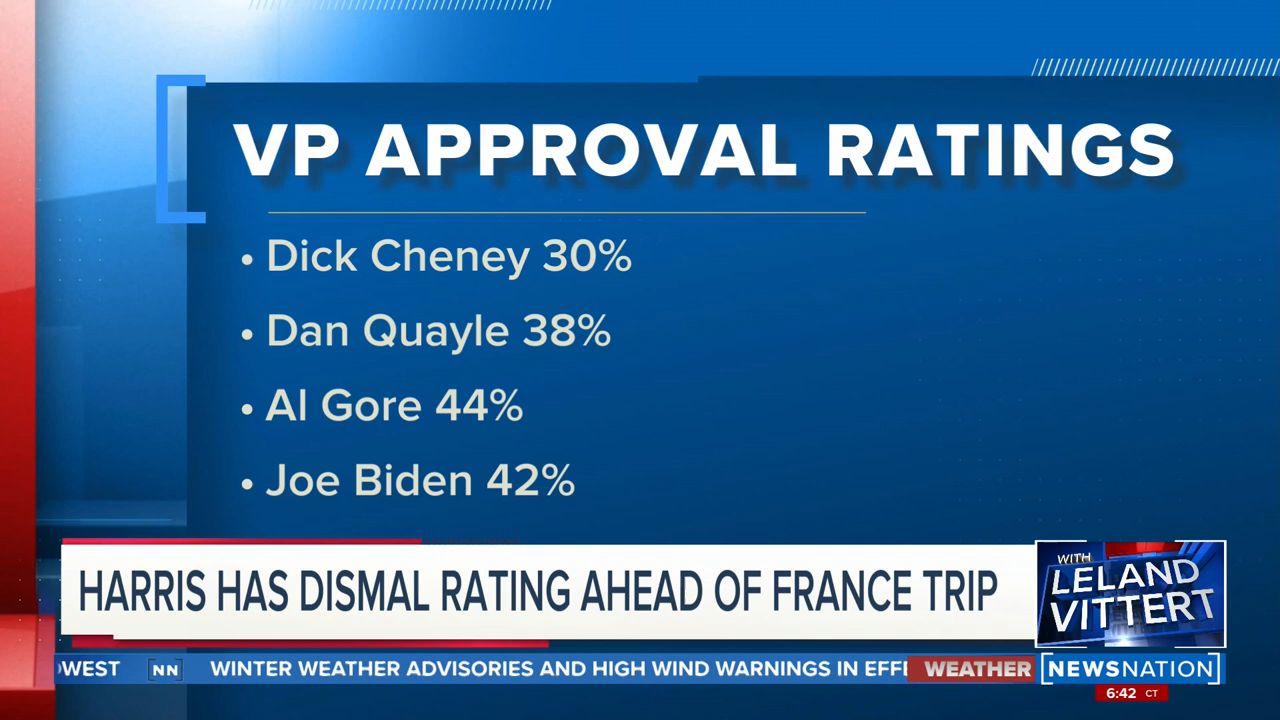 VP APPROVAL RATINGS
• Dick Cheney 30%
• Dan Quayle 38%
• Al Gore 44%
• Joe Biden 42%
HARRIS HAS DISMAL RATING AHEAD OF FRANCE TRIP
WITH
LELAND
VITTERT
WEST NN WINTER WEATHER ADVISORIES AND HIGH WIND WARNINGS IN EFFE WEATHER NEWSNATION
6:42 CT